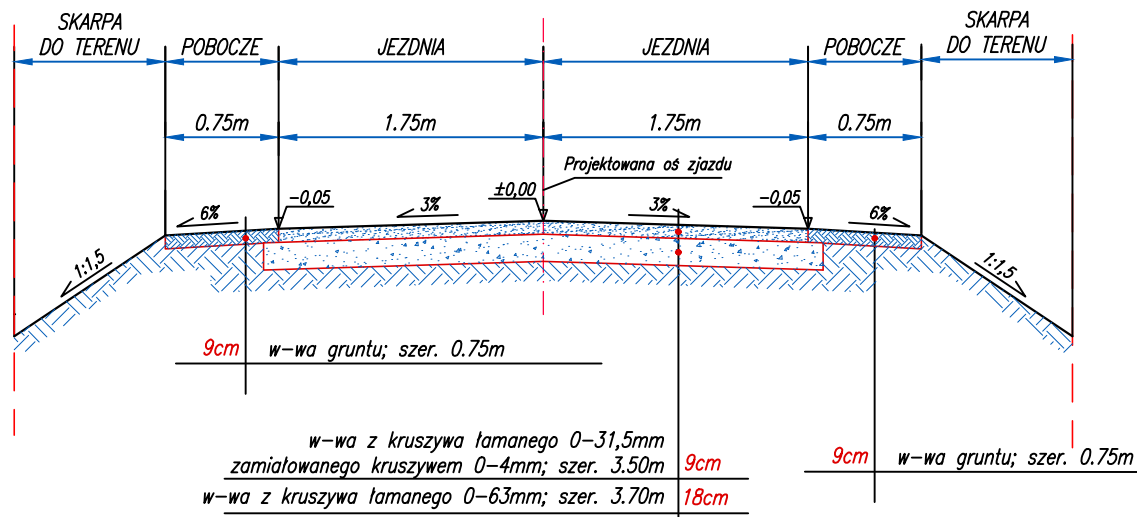 SKARPA
DO TERENU
POBOCZE
JEZDNIA
JEZDNIA
POBOCZE
SKARPA
DO TERENU
0.75m
1.75m
1.75m
0.75m
Projektowana oś zjazdu
6%
-0,05
3%
±0,00
3%
-0,05
6%
1:1,5
1:1,5
9cm w-wa gruntu; szer. 0.75m
w-wa z kruszywa łamanego 0-31,5mm
zamiałowanego kruszywem 0-4mm; szer. 3.50m 9cm
w-wa z kruszywa łamanego 0-63mm; szer. 3.70m 18cm
9cm w-wa gruntu; szer. 0.75m